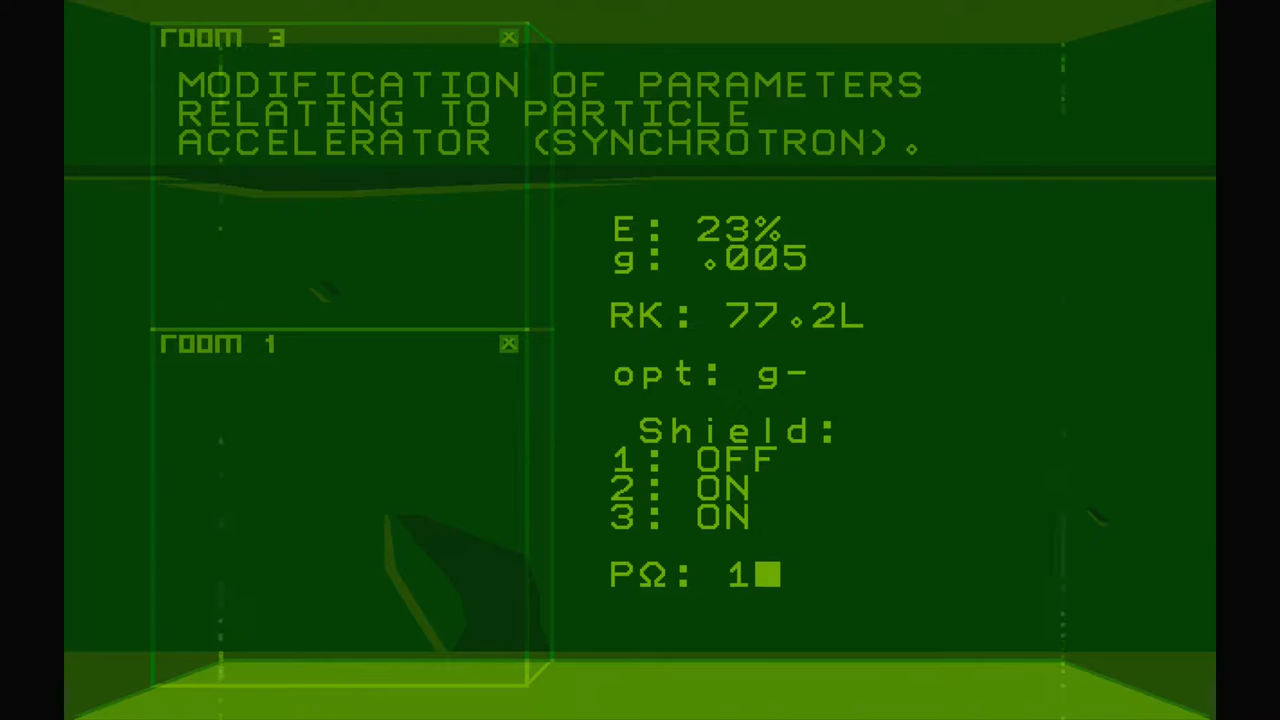 room 3
MODIFICATION OF PARAMETERS
RELATING TO PARTICLE
ACCELERATOR (SYNCHROTRON).
E: 23%
g: .005
RK: 77.2L
opt: g-
Shield:
1: OFF
2: ON
3: ON
PΩ: 1
room 1